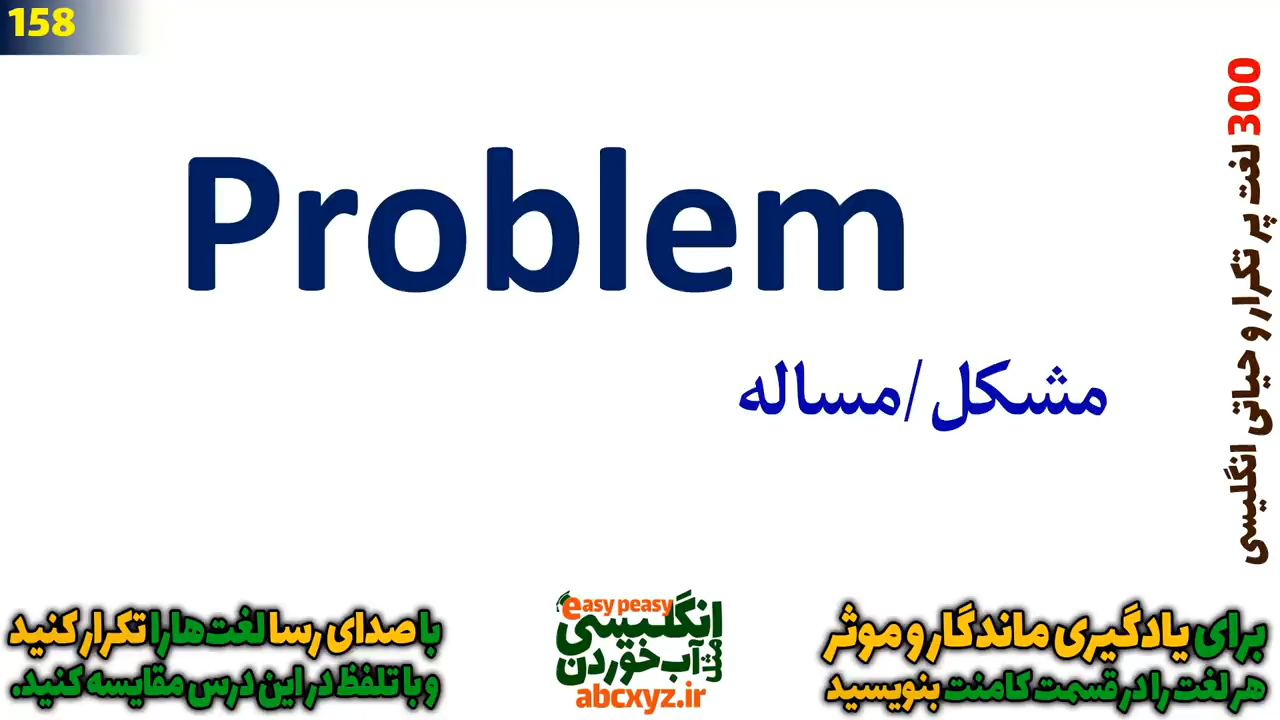 158
Problem
مشکل/مساله
300 لغت پر تکرار و حیاتی انگلیسی
برای یادگیری ماندگار و موثر
هر لغت را در قسمت کامنت بنویسید
easy peasy
انگلیسی
مثل آب خوردن
abcxyz.ir
با صدای رسا لغت‌ها را تکرار کنید
و با تلفظ در این درس مقایسه کنید.